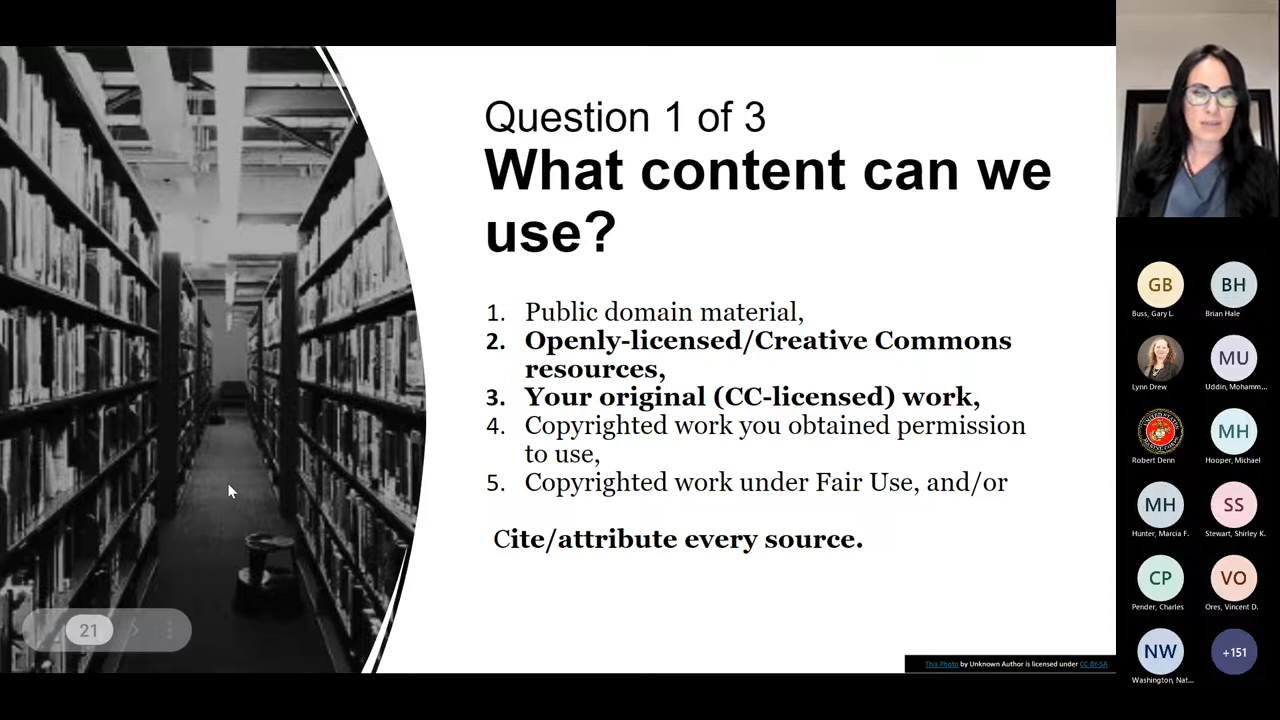 Question 1 of 3
What content can we
use?
1. Public domain material,
2. Openly-licensed/Creative Commons
resources,
3. Your original (CC-licensed) work,
4. Copyrighted work you obtained permission
to use,
5. Copyrighted work under Fair Use, and/or
Cite/attribute every source.
21
This Photo by Unknown Author is licensed under CC BY-SA
GB
BH
Buss, Gary L.
Brian Hale
MU
Lynn Drew
Uddin, Mohamm...
MH
Robert Denn
Hooper, Michael
MH
SS
Hunter, Marcia F.
Stewart, Shirley K.
CP
VO
Pender, Charles
Ores, Vincent D.
NW
+151
Washington, Nat...